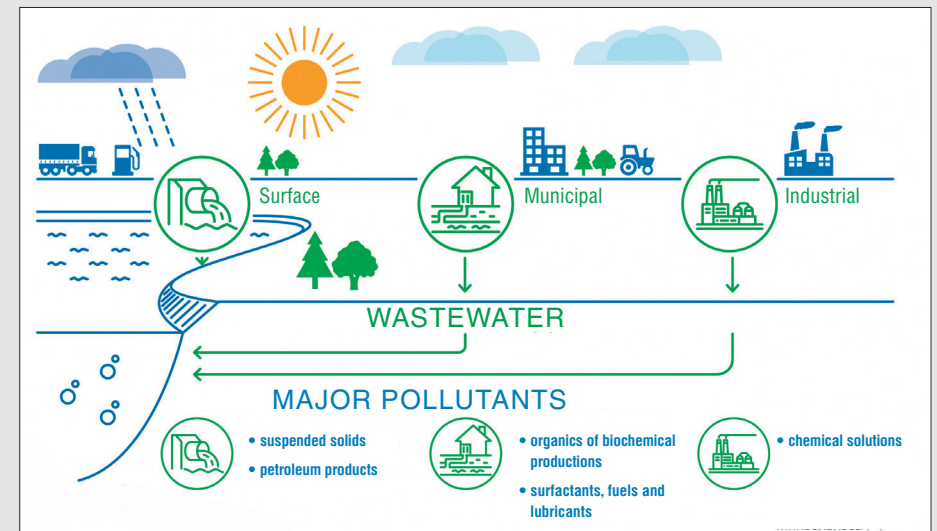 Surface
Municipal
Industrial
WASTEWATER
MAJOR POLLUTANTS
• suspended solids
• petroleum products
• organics of biochemical
productions
• surfactants, fuels and
lubricants
• chemical solutions